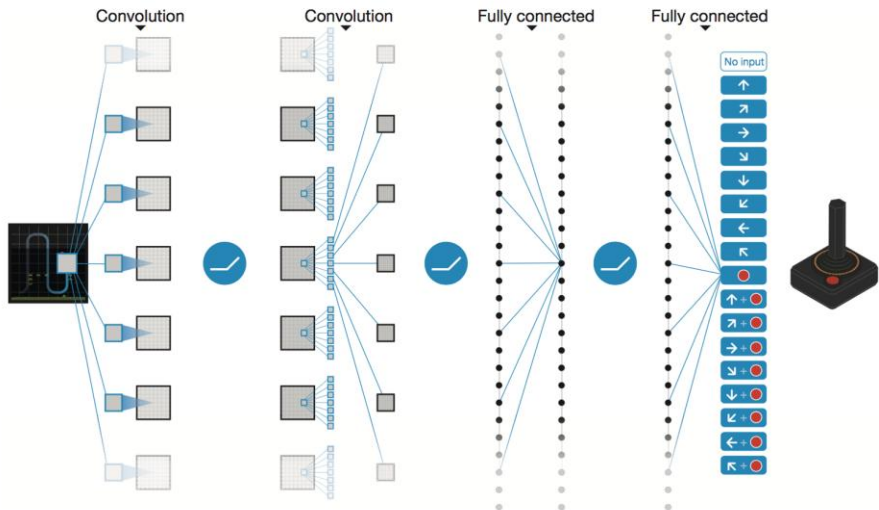 Convolution
Convolution
Fully connected
Fully connected
No input
+
+
+
+
+
+
+
+